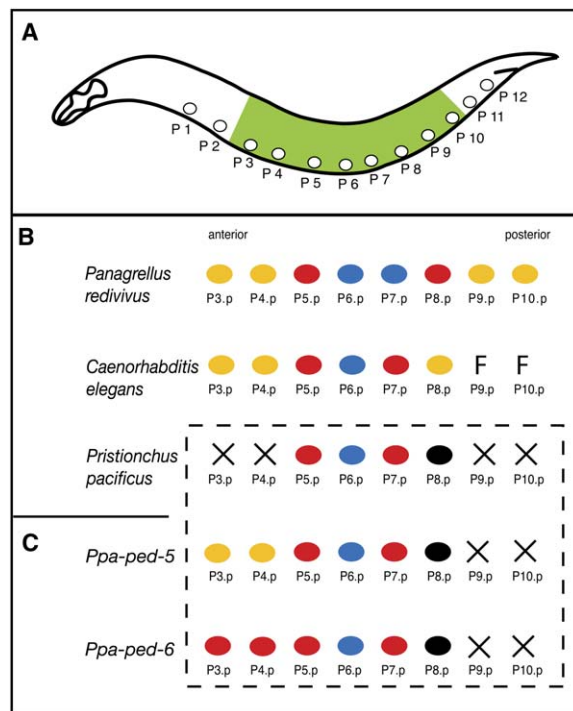 A
P 1
P 2
P 3
P 4
P 5
P 6
P 7
P 8
P 9
P 10
P 11
P 12
B
anterior posterior
Panagrellus
redivivus
P3.p P4.p P5.p P6.p P7.p P8.p P9.p P10.p
Caenorhabditis
elegans
F F
P3.p P4.p P5.p P6.p P7.p P8.p P9.p P10.p
Pristionchus
pacificus
P3.p P4.p P5.p P6.p P7.p P8.p P9.p P10.p
C
Ppa-ped-5
P3.p P4.p P5.p P6.p P7.p P8.p P9.p P10.p
Ppa-ped-6
P3.p P4.p P5.p P6.p P7.p P8.p P9.p P10.p